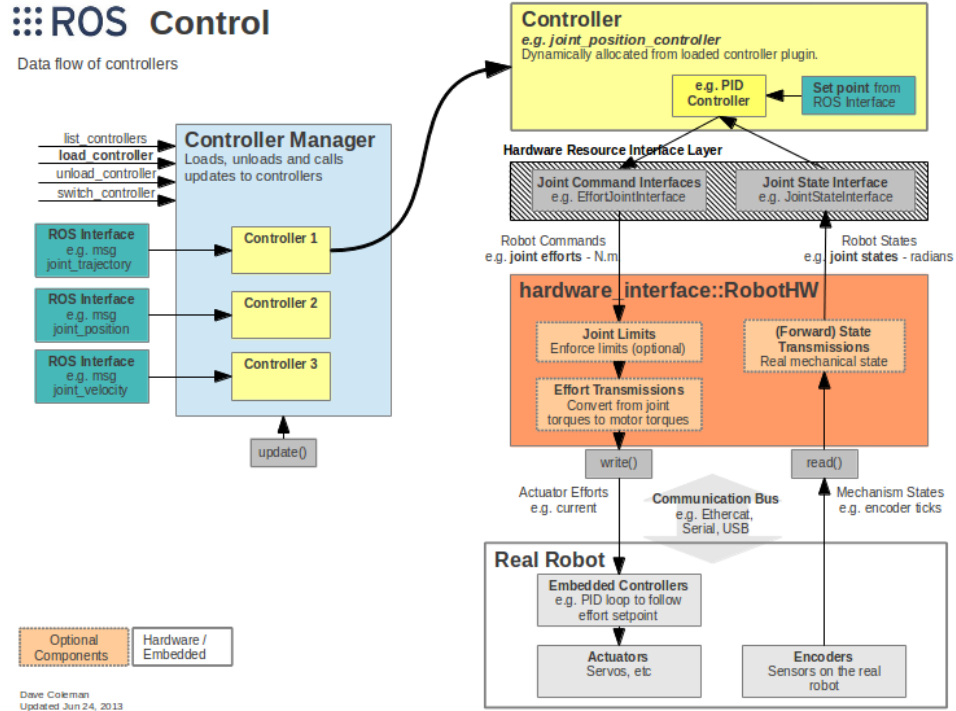 ROS Control
Data flow of controllers
list_controllers
load_controller
unload_controller
switch_controller
Controller Manager
Loads, unloads and calls
updates to controllers
ROS Interface
e.g. msg
joint_trajectory
Controller 1
ROS Interface
e.g. msg
joint_position
Controller 2
ROS Interface
e.g. msg
joint_velocity
Controller 3
update()
Controller
e.g. joint_position_controller
Dynamically allocated from loaded controller plugin.
e.g. PID
Controller
Set point from
ROS Interface
Hardware Resource Interface Layer
Joint Command Interfaces
e.g. EffortJointInterface
Joint State Interface
e.g. JointStateInterface
Robot Commands
e.g. joint efforts - N.m
Robot States
e.g. joint states - radians
hardware_interface::RobotHW
Joint Limits
Enforce limits (optional)
Effort Transmissions
Convert from joint
torques to motor torques
(Forward) State
Transmissions
Real mechanical state
write()
read()
Actuator Efforts
e.g. current
Communication Bus
e.g. Ethercat,
Serial, USB
Mechanism States
e.g. encoder ticks
Real Robot
Embedded Controllers
e.g. PID loop to follow
effort setpoint
Actuators
Servos, etc
Encoders
Sensors on the real
robot
Optional
Components
Hardware /
Embedded
Dave Coleman
Updated Jun 24, 2013